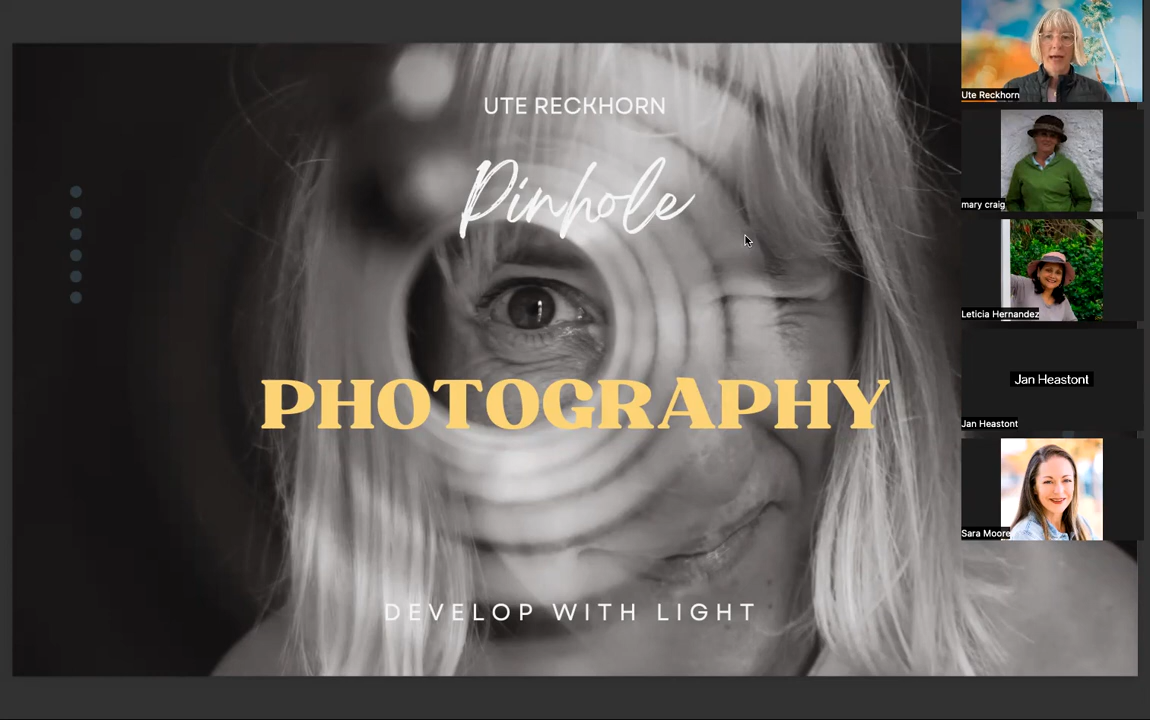 UTE RECKHORN
Pinhole
PHOTOGRAPHY
DEVELOP WITH LIGHT
Ute Reckhorn
mary craig
Leticia Hernandez
Jan Heastont
Jan Heastont
Sara Moore